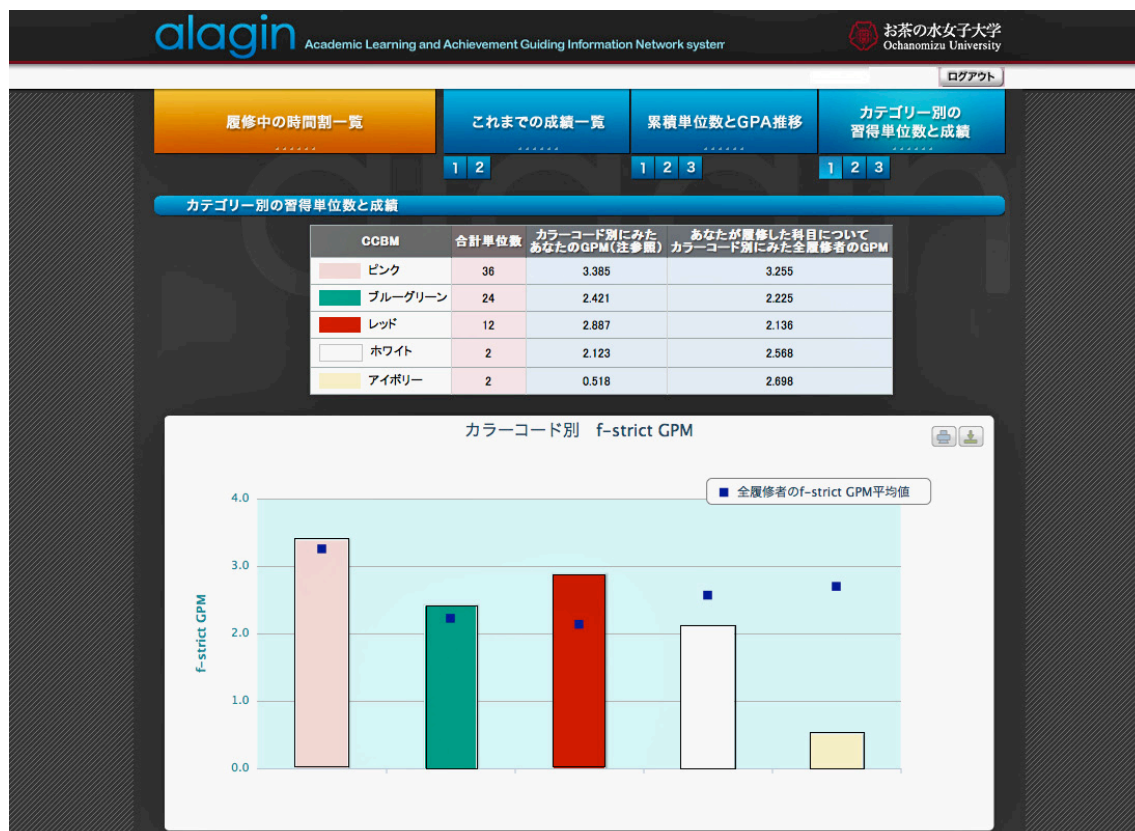 alagin Academic Learning and Achievement Guiding Information Network system
お茶の水女子大学
Ochanomizu University
ログアウト
履修中の時間割一覧
これまでの成績一覧
累積単位数とGPA推移
カテゴリー別の
習得単位数と成績
1 2
1 2 3
1 2 3
カテゴリー別の習得単位数と成績
CCBM 合計単位数 カラーコード別にみた あなたのGPM(注参照) あなたが履修した科目について カラーコード別にみた全履修者のGPM
ピンク 36 3.385 3.255
ブルーグリーン 24 2.421 2.225
レッド 12 2.887 2.136
ホワイト 2 2.123 2.568
アイボリー 2 0.518 2.698
カラーコード別 f-strict GPM
全履修者のf-strict GPM平均値
f-strict GPM
4.0
3.0
2.0
1.0
0.0